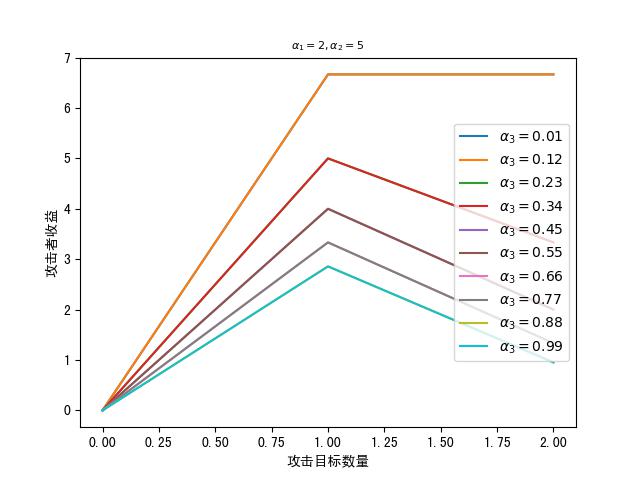 α₁ = 2, α₂ = 5
7
6
5
4
3
2
1
0
攻击者收益
0.00 0.25 0.50 0.75 1.00 1.25 1.50 1.75 2.00
攻击目标数量
α₃ = 0.01
α₃ = 0.12
α₃ = 0.23
α₃ = 0.34
α₃ = 0.45
α₃ = 0.55
α₃ = 0.66
α₃ = 0.77
α₃ = 0.88
α₃ = 0.99